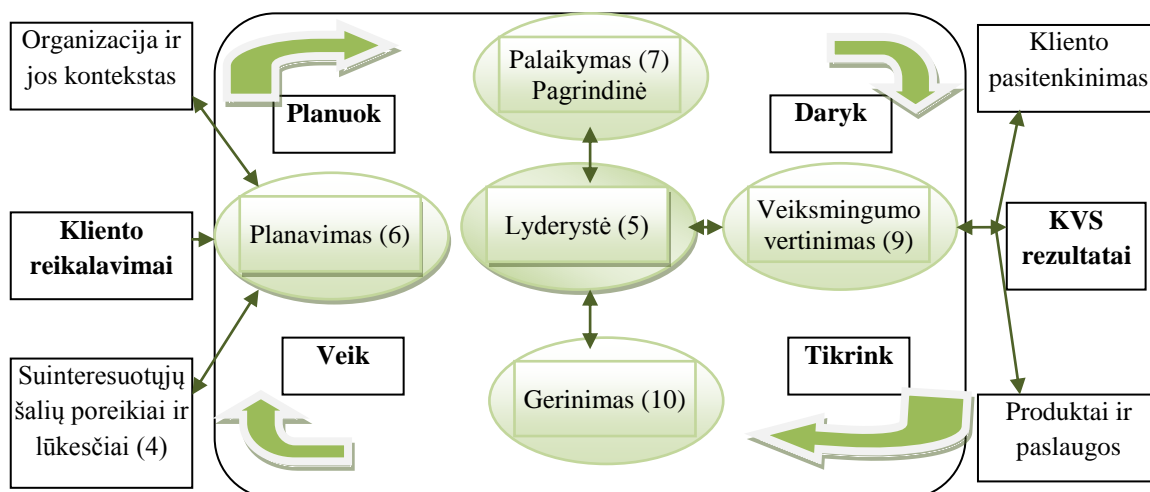 Organizacija ir
jos kontekstas
Planuok
Palaikymas (7)
Pagrindinė
Daryk
Kliento
pasitenkinimas
Kliento
reikalavimai
Planavimas (6)
Lyderystė (5)
Veiksmingumo
vertinimas (9)
KVS
rezultatai
Suinteresuotųjų
šalių poreikiai ir
lūkesčiai (4)
Veik
Gerinimas (10)
Tikrink
Produktai ir
paslaugos